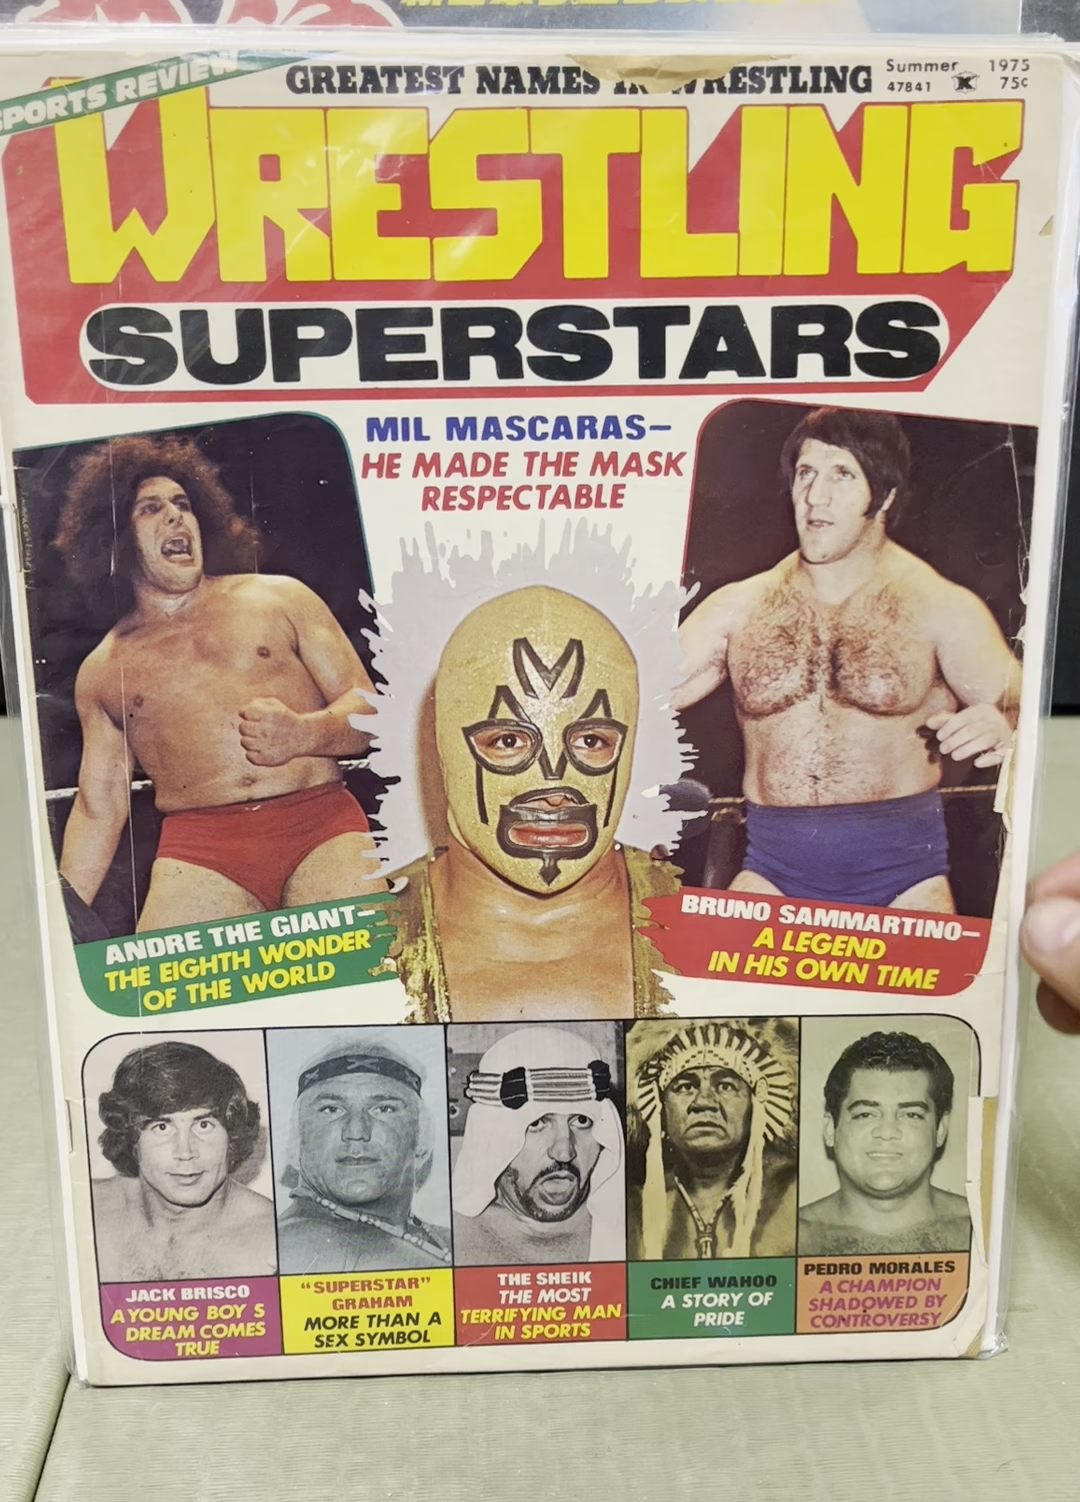 SPORTS REVIEW
GREATEST NAMES IN WRESTLING
Summer 1975
47841 K 75¢
WRESTLING
SUPERSTARS
MIL MASCARAS—
HE MADE THE MASK
RESPECTABLE
ANDRE THE GIANT—
THE EIGHTH WONDER
OF THE WORLD
BRUNO SAMMARTINO—
A LEGEND
IN HIS OWN TIME
JACK BRISCO
A YOUNG BOY S
DREAM COMES
TRUE
"SUPERSTAR"
GRAHAM
MORE THAN A
SEX SYMBOL
THE SHEIK
THE MOST
TERRIFYING MAN
IN SPORTS
CHIEF WAHOO
A STORY OF
PRIDE
PEDRO MORALES
A CHAMPION
SHADOWED BY
CONTROVERSY